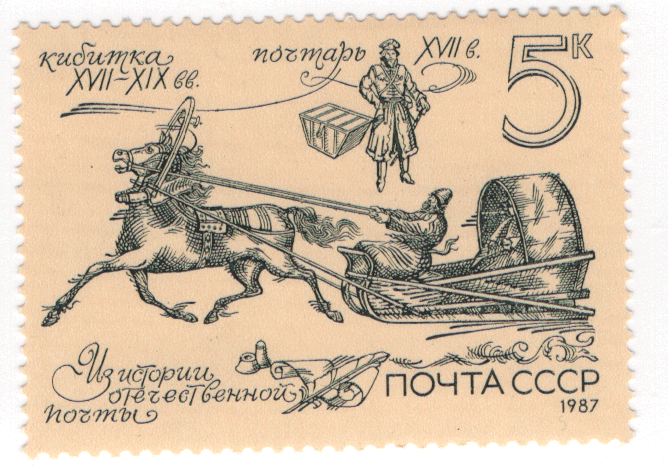 кибитка
XVII–XIX вв.
почтарь XVII в.
5К
Из истории
отечественной
почты
ПОЧТА СССР
1987